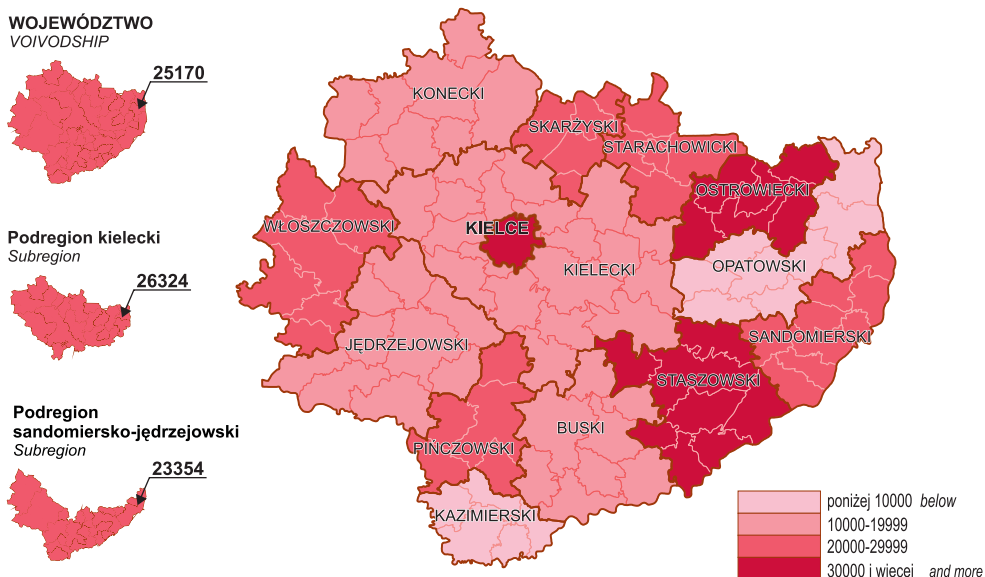 WOJEWÓDZTWO
VOIVODSHIP
25170
Podregion kielecki
Subregion
26324
Podregion
sandomiersko-jędrzejowski
Subregion
23354
KONECKI
SKARŻYSKI
STARACHOWICKI
OSTROWIECKI
WŁOSZCZOWSKI
KIELCE
KIELECKI
OPATOWSKI
JĘDRZEJOWSKI
SANDOMIERSKI
STASZOWSKI
BUSKI
PIŃCZOWSKI
KAZIMIERSKI
poniżej 10000 below
10000-19999
20000-29999
30000 i więcej and more